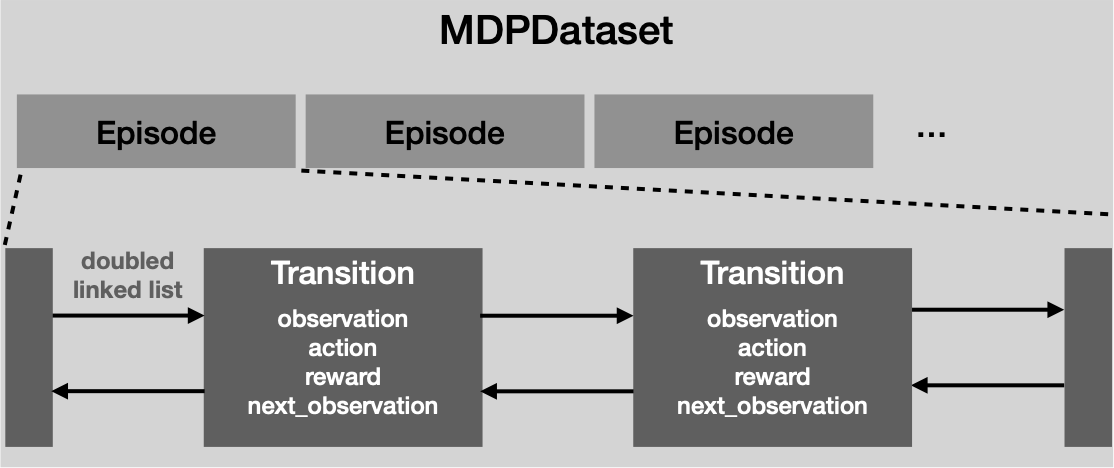 MDPDataset
Episode
Episode
Episode
...
doubled
linked list
Transition
observation
action
reward
next_observation
Transition
observation
action
reward
next_observation